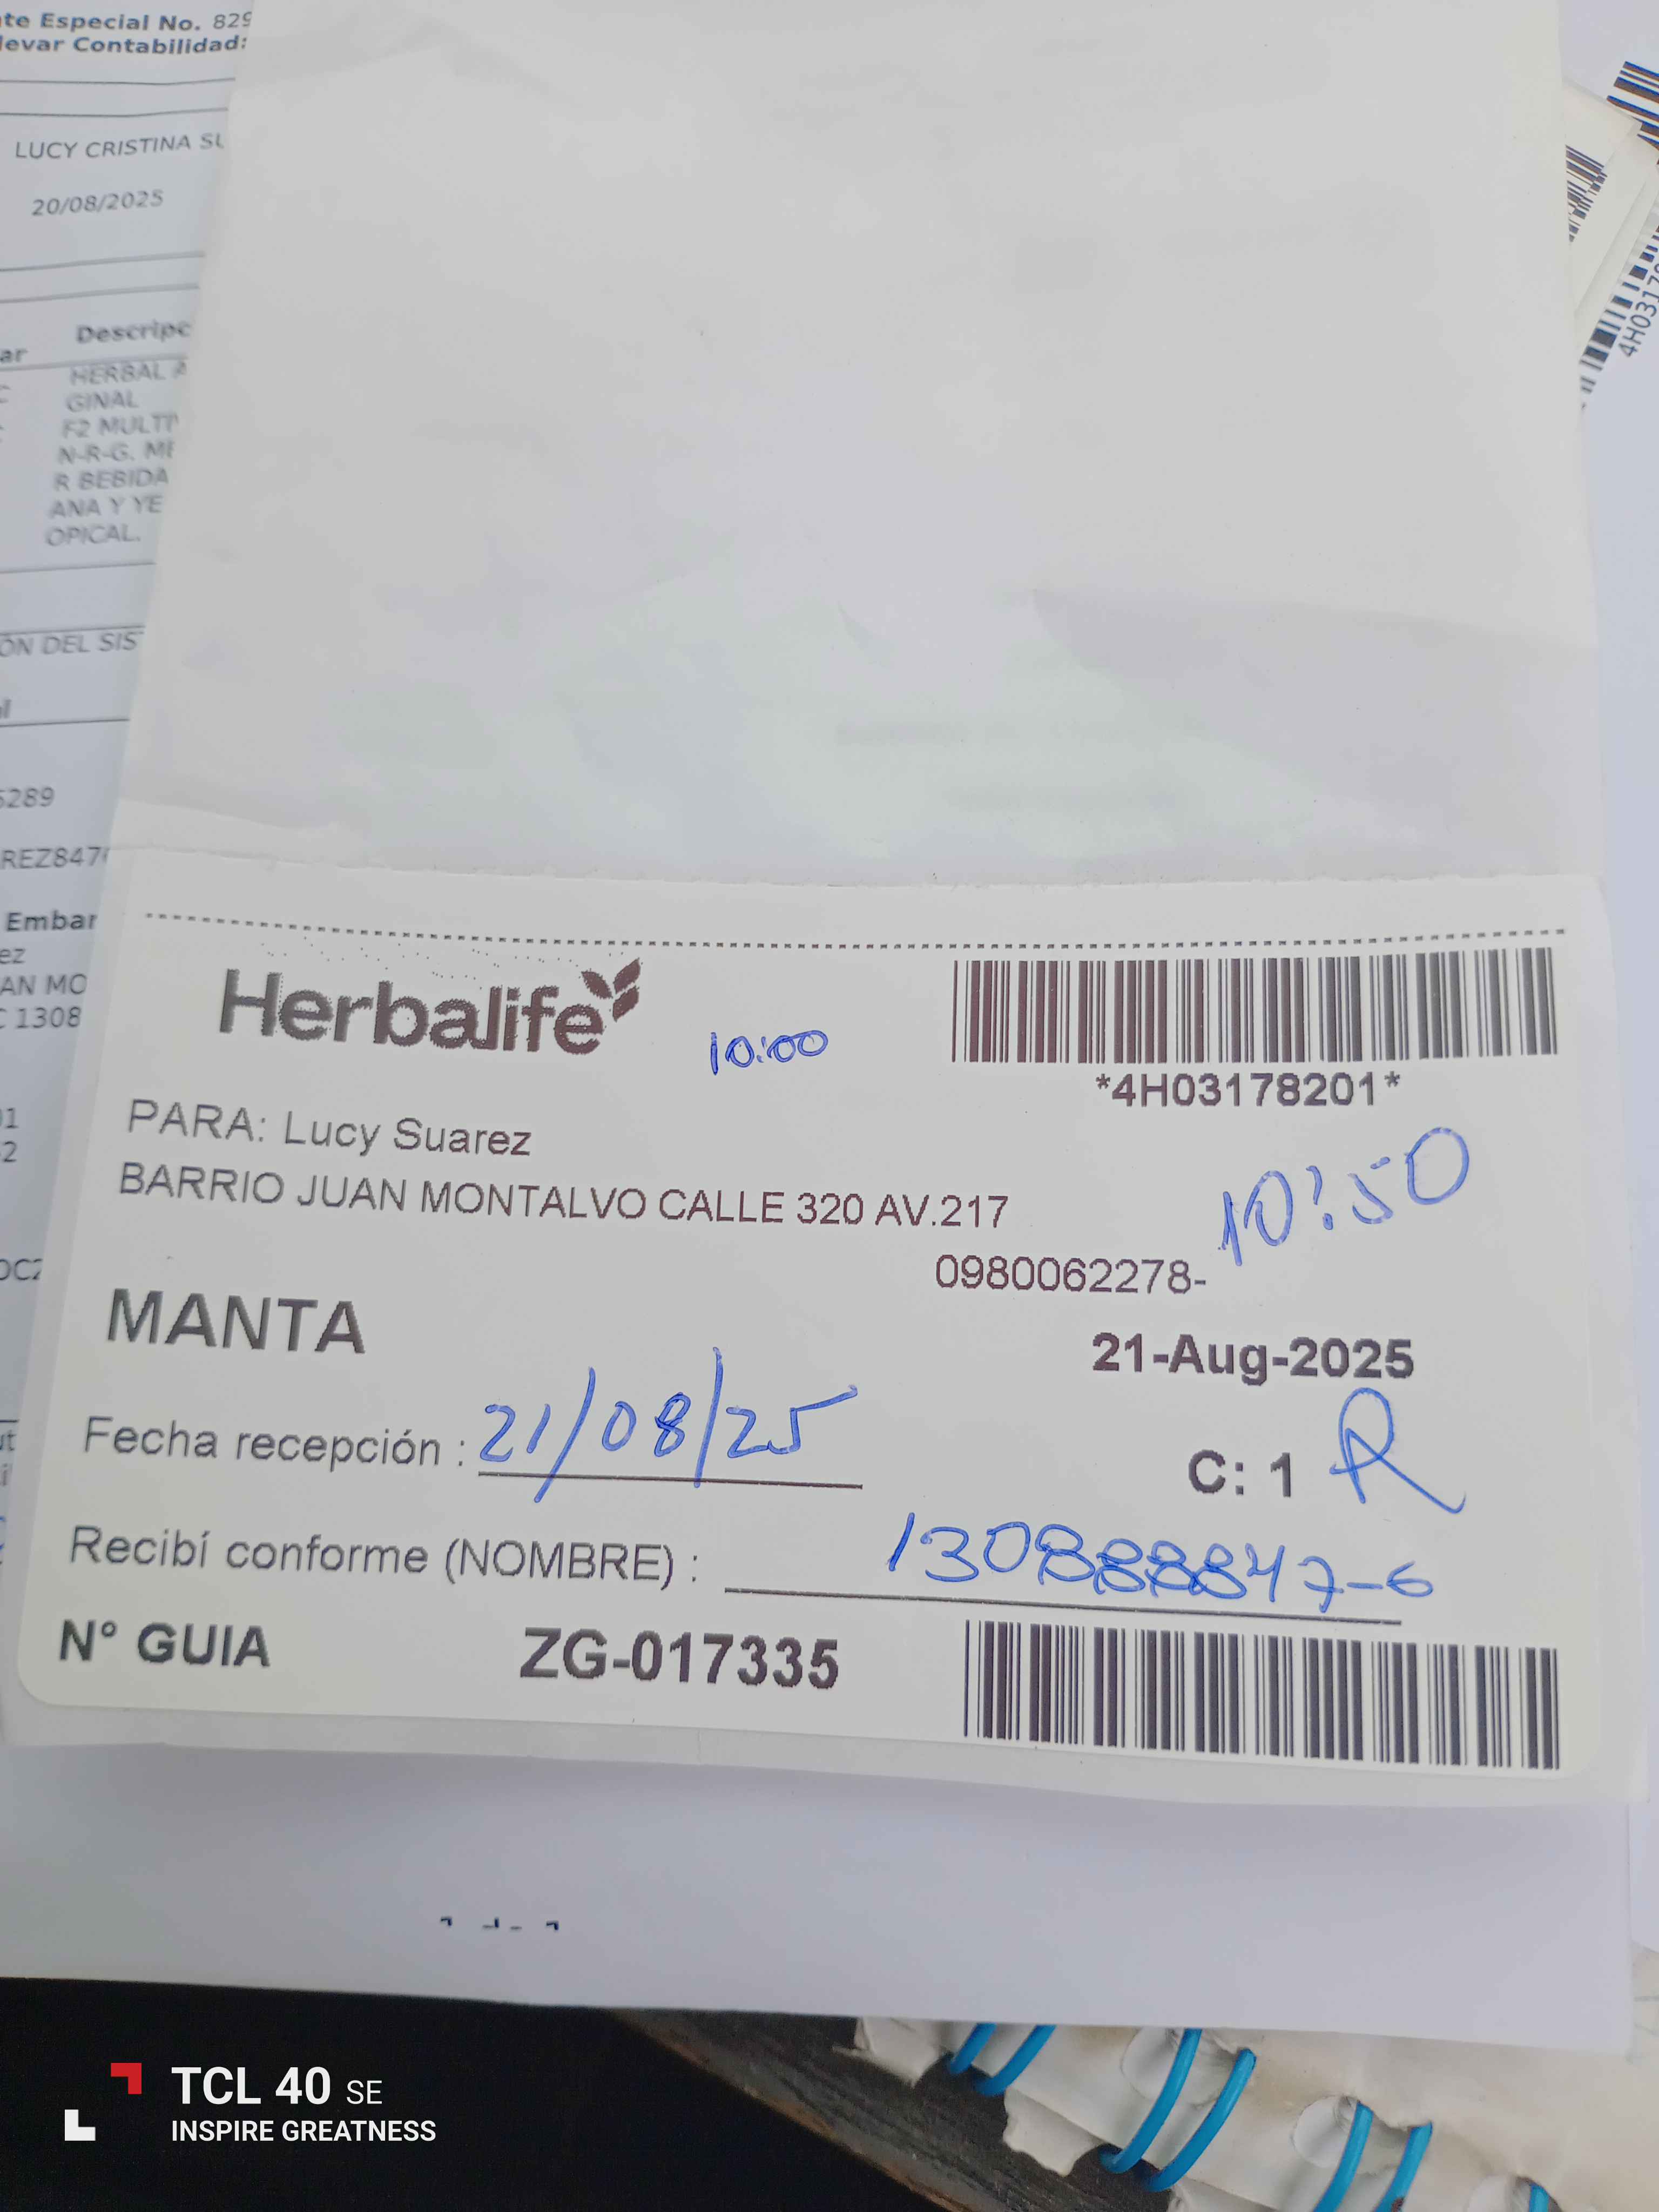 te Especial No. 829
levar Contabilidad:
LUCY CRISTINA SU
20/08/2025
ar Descripc
HERBAL A
GINAL
F2 MULTI
N-R-G. ME
R BEBIDA
ANA Y YE
OPICAL.
ÓN DEL SIS
5289
REZ847
Embar
ez
AN MO
C 1308
4H0317
Herbalife
10:00
*4H03178201*
PARA: Lucy Suarez
10:50
BARRIO JUAN MONTALVO CALLE 320 AV.217
0980062278-
MANTA
21-Aug-2025
Fecha recepción : 21/08/25
C: 1 R
Recibí conforme (NOMBRE) :
N° GUIA ZG-017335
TCL 40 SE
INSPIRE GREATNESS